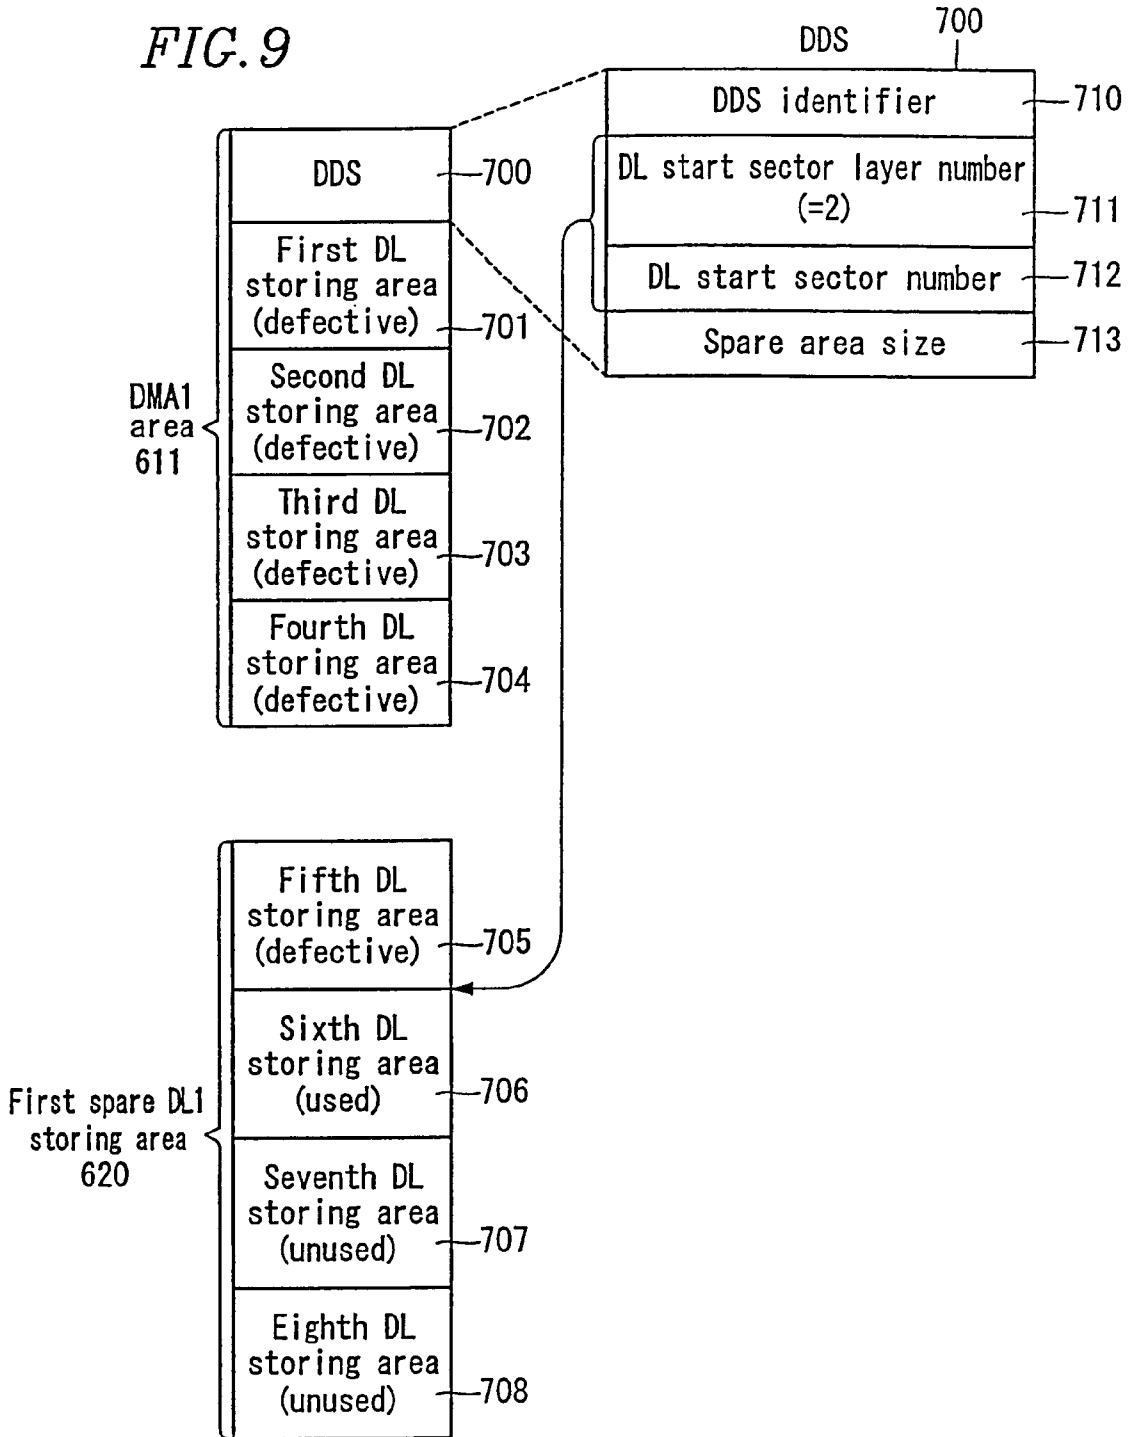 FIG. 9
DDS
700
DDS identifier
710
DL start sector layer number
(=2)
711
DL start sector number
712
Spare area size
713
DDS
700
First DL
storing area
(defective)
701
Second DL
storing area
(defective)
702
Third DL
storing area
(defective)
703
Fourth DL
storing area
(defective)
704
DMA1
area
611
Fifth DL
storing area
(defective)
705
Sixth DL
storing area
(used)
706
Seventh DL
storing area
(unused)
707
Eighth DL
storing area
(unused)
708
First spare DL1
storing area
620